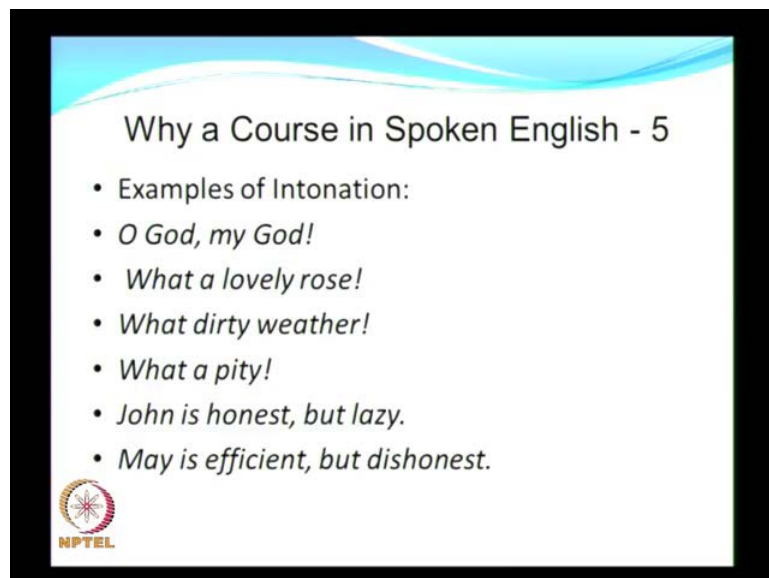 Why a Course in Spoken English - 5
• Examples of Intonation:
• O God, my God!
• What a lovely rose!
• What dirty weather!
• What a pity!
• John is honest, but lazy.
• May is efficient, but dishonest.
NPTEL